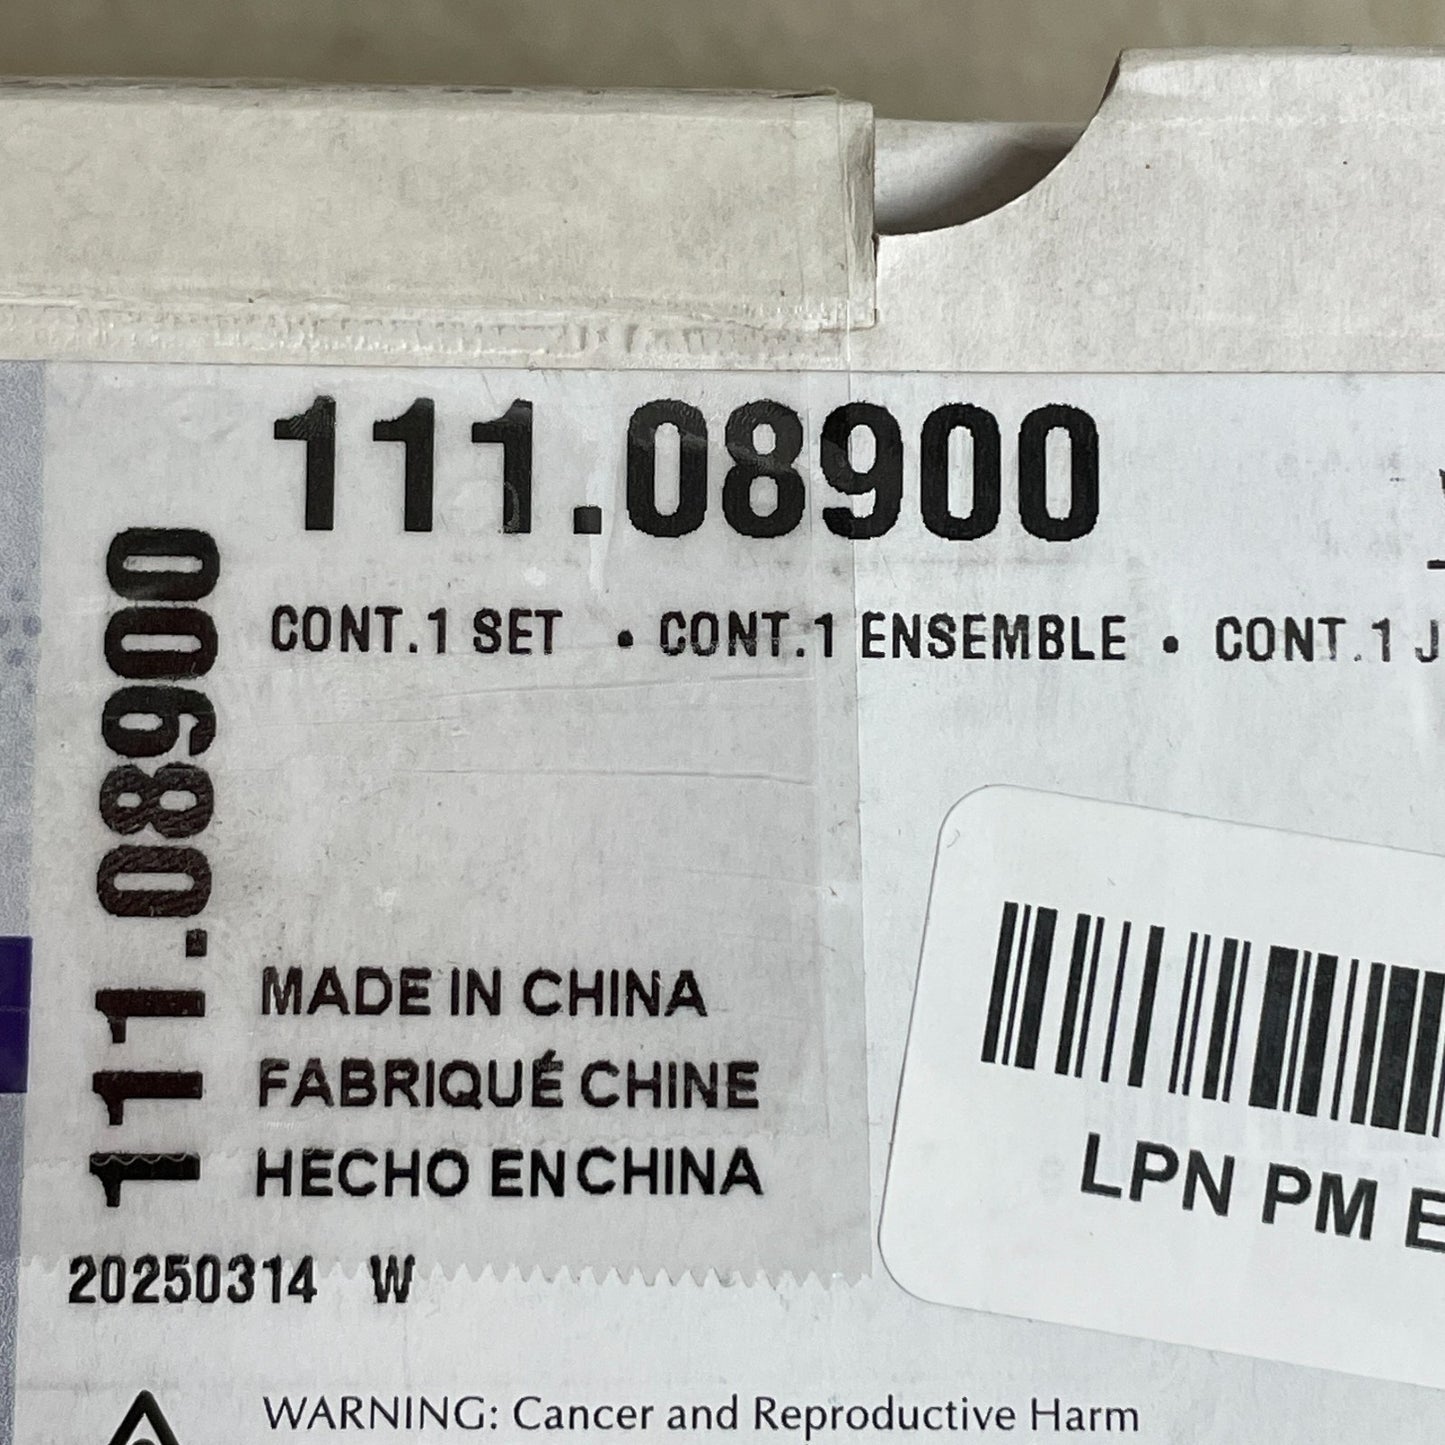 111.08900
CONT.1 SET • CONT.1 ENSEMBLE • CONT.1 J
111.08900
MADE IN CHINA
FABRIQUÉ CHINE
HECHO EN CHINA
20250314 W
LPN PM E
WARNING: Cancer and Reproductive Harm